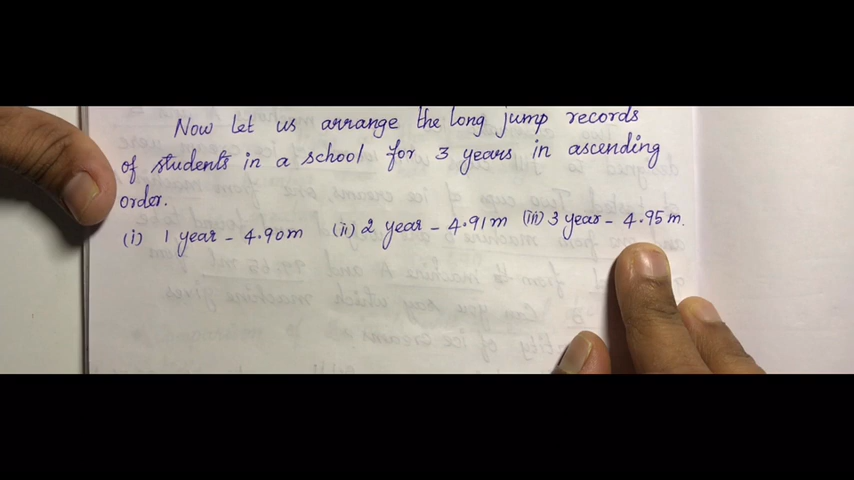 Now let us arrange the long jump records
of students in a school for 3 years in ascending
order.
(i) 1 year - 4.90m (ii) 2 year - 4.91m (iii) 3 year - 4.95 m.